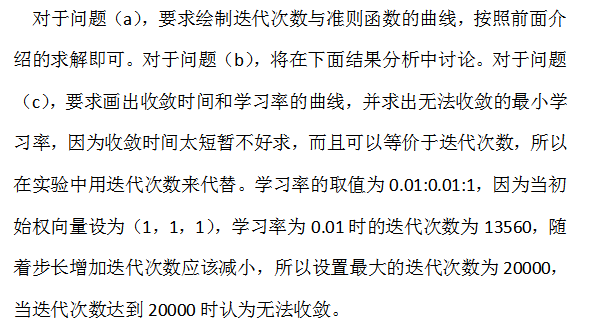 对于问题（a），要求绘制迭代次数与准则函数的曲线，按照前面介
绍的求解即可。对于问题（b），将在下面结果分析中讨论。对于问题
（c），要求画出收敛时间和学习率的曲线，并求出无法收敛的最小学
习率，因为收敛时间太短暂不好求，而且可以等价于迭代次数，所以
在实验中用迭代次数来代替。学习率的取值为 0.01:0.01:1，因为当初
始权向量设为（1，1，1），学习率为 0.01 时的迭代次数为 13560，随
着步长增加迭代次数应该减小，所以设置最大的迭代次数为 20000，
当迭代次数达到 20000 时认为无法收敛。